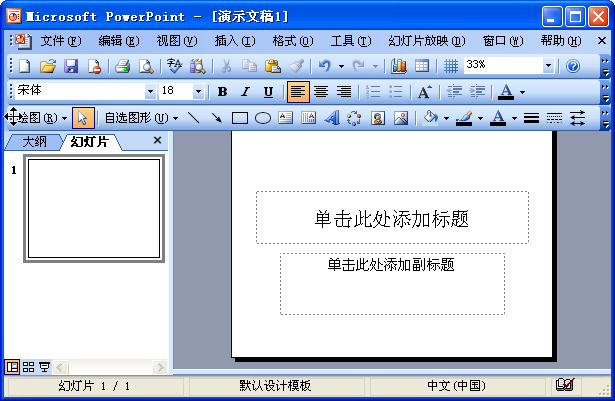 Microsoft PowerPoint - [演示文稿1]
文件(F) 编辑(E) 视图(V) 插入(I) 格式(O) 工具(T) 幻灯片放映(D) 窗口(W) 帮助(H)
33%
宋体 18 B I U A A
绘图(R) 自选图形(U) A A
大纲 幻灯片
1
单击此处添加标题
单击此处添加副标题
幻灯片 1 / 1 默认设计模板 中文(中国)